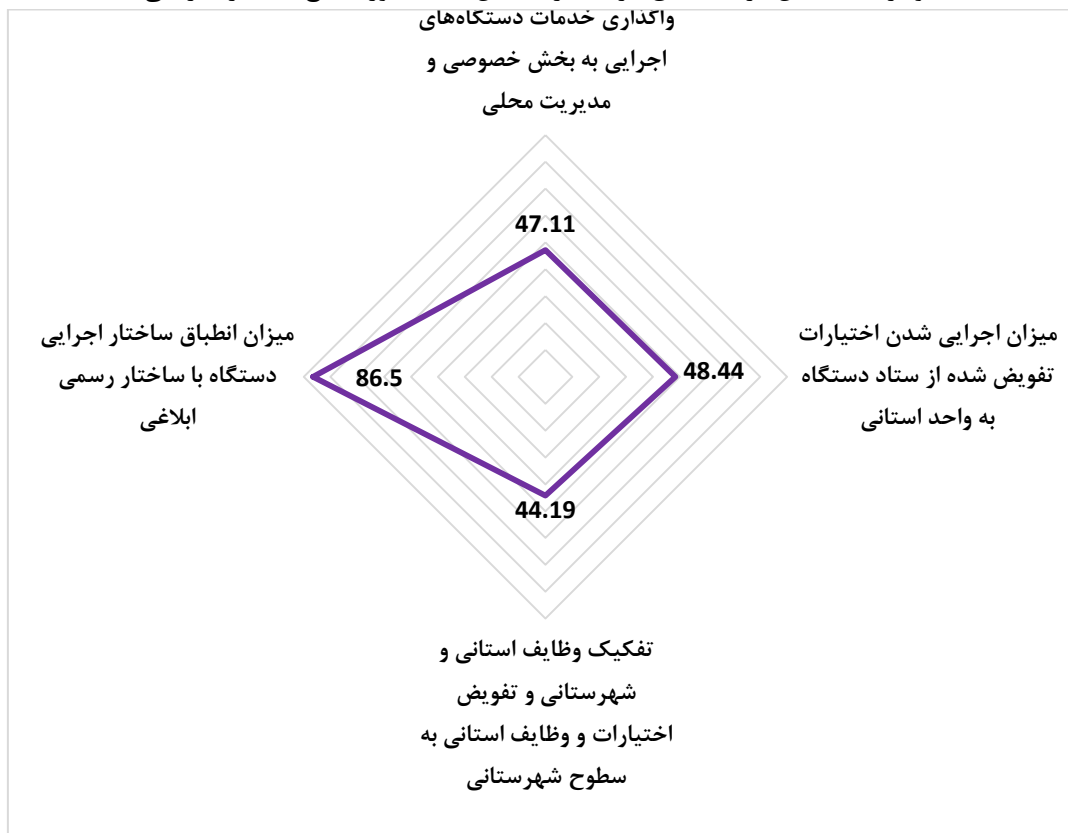 واگذاری خدمات دستگاه‌های
اجرایی به بخش خصوصی و
مدیریت محلی
47.11
میزان اجرایی شدن اختیارات
تفویض شده از ستاد دستگاه
به واحد استانی
48.44
میزان انطباق ساختار اجرایی
دستگاه با ساختار رسمی
ابلاغی
86.5
44.19
تفکیک وظایف استانی و
شهرستانی و تفویض
اختیارات و وظایف استانی به
سطوح شهرستانی